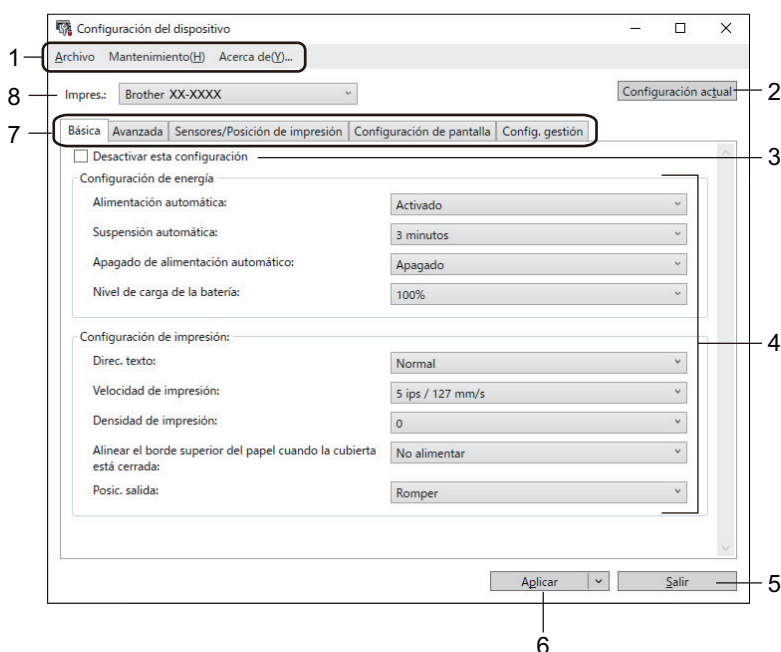 Configuración del dispositivo
1
Archivo Mantenimiento(H) Acerca de(Y)...
8
Impres.: Brother XX-XXXX
Configuración actual
2
7
Básica Avanzada Sensores/Posición de impresión Configuración de pantalla Config. gestión
Desactivar esta configuración
3
Configuración de energía
Alimentación automática: Activado
Suspensión automática: 3 minutos
Apagado de alimentación automático: Apagado
Nivel de carga de la batería: 100%
4
Configuración de impresión:
Direc. texto: Normal
Velocidad de impresión: 5 ips / 127 mm/s
Densidad de impresión: 0
Alinear el borde superior del papel cuando la cubierta
está cerrada:
No alimentar
Posic. salida: Romper
Aplicar
Salir
5
6